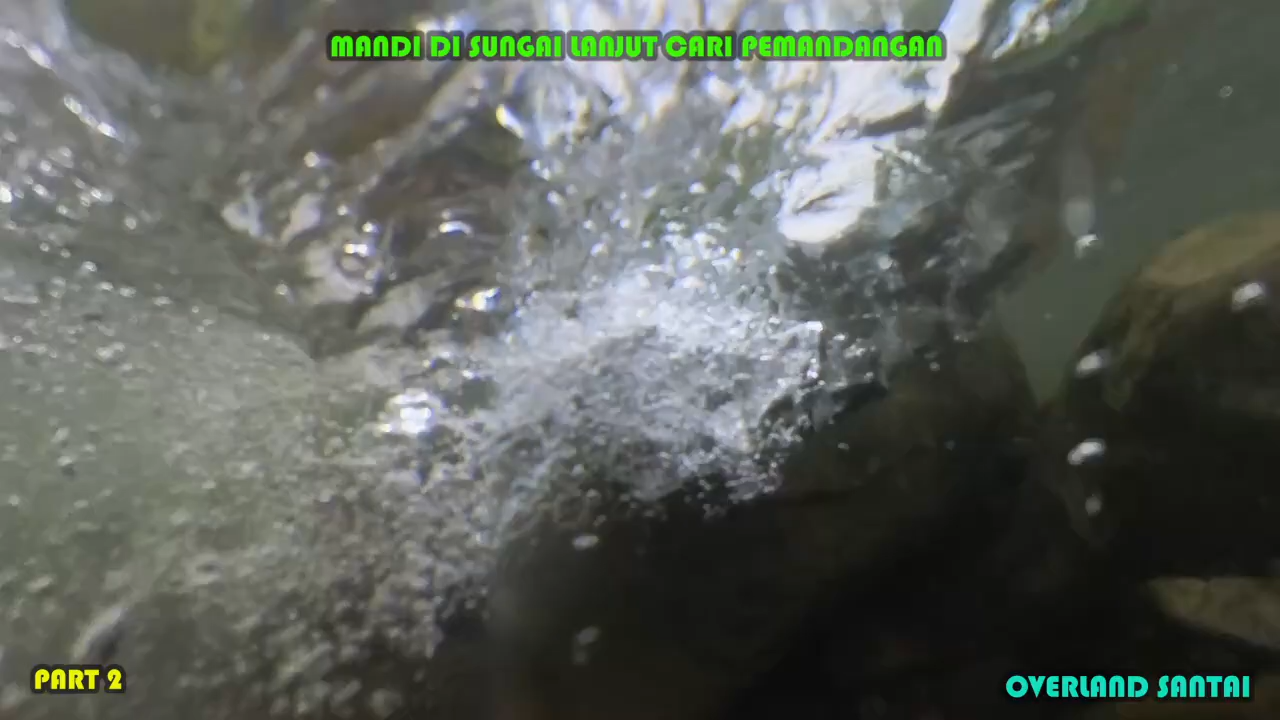 MANDI DI SUNGAI LANJUT CARI PEMANDANGAN
PART 2
OVERLAND SANTAI